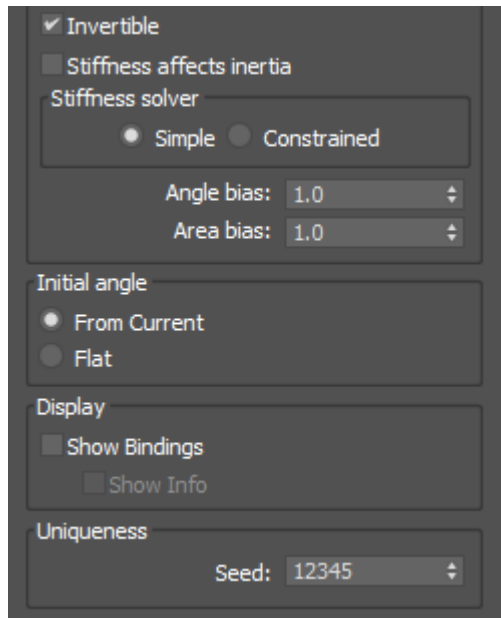 Invertible
Stiffness affects inertia
Stiffness solver
Simple Constrained
Angle bias: 1.0
Area bias: 1.0
Initial angle
From Current
Flat
Display
Show Bindings
Show Info
Uniqueness
Seed: 12345